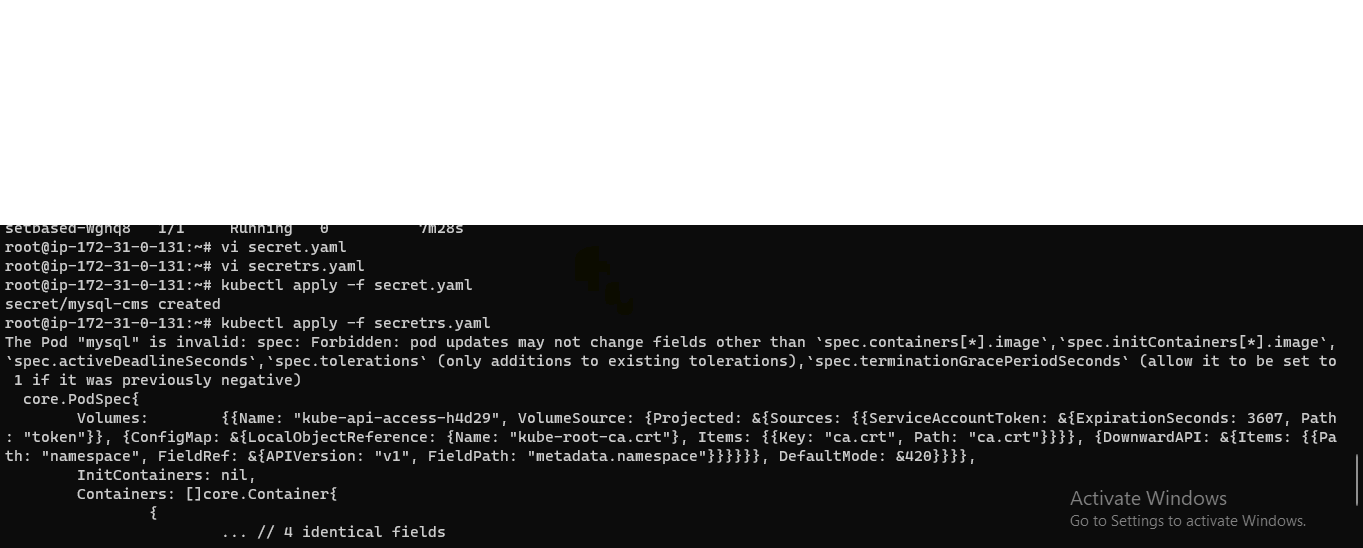 setbased-wghq8   1/1     Running   0          7m28s
root@ip-172-31-0-131:~# vi secret.yaml
root@ip-172-31-0-131:~# vi secretrs.yaml
root@ip-172-31-0-131:~# kubectl apply -f secret.yaml
secret/mysql-cms created
root@ip-172-31-0-131:~# kubectl apply -f secretrs.yaml
The Pod "mysql" is invalid: spec: Forbidden: pod updates may not change fields other than `spec.containers[*].image`,`spec.initContainers[*].image`,
`spec.activeDeadlineSeconds`,`spec.tolerations` (only additions to existing tolerations),`spec.terminationGracePeriodSeconds` (allow it to be set to
 1 if it was previously negative)
  core.PodSpec{
        Volumes:        {{Name: "kube-api-access-h4d29", VolumeSource: {Projected: &{Sources: {{ServiceAccountToken: &{ExpirationSeconds: 3607, Path
: "token"}}, {ConfigMap: &{LocalObjectReference: {Name: "kube-root-ca.crt"}, Items: {{Key: "ca.crt", Path: "ca.crt"}}}}, {DownwardAPI: &{Items: {{Pa
th: "namespace", FieldRef: &{APIVersion: "v1", FieldPath: "metadata.namespace"}}}}}}, DefaultMode: &420}}}},
        InitContainers: nil,
        Containers: []core.Container{
                {
                        ... // 4 identical fields
Activate Windows
Go to Settings to activate Windows.